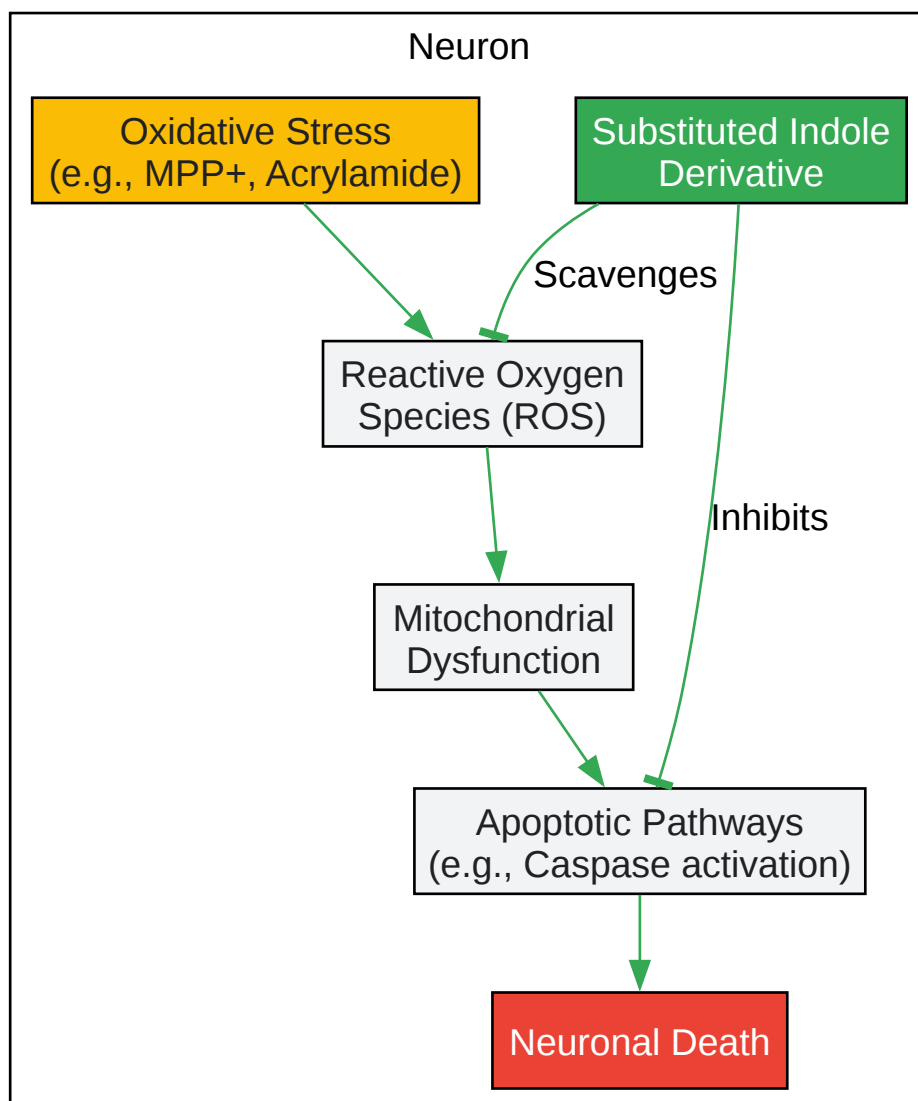 Neuron
Oxidative Stress
(e.g., MPP+, Acrylamide)
Substituted Indole
Derivative
Scavenges
Reactive Oxygen
Species (ROS)
Inhibits
Mitochondrial
Dysfunction
Apoptotic Pathways
(e.g., Caspase activation)
Neuronal Death